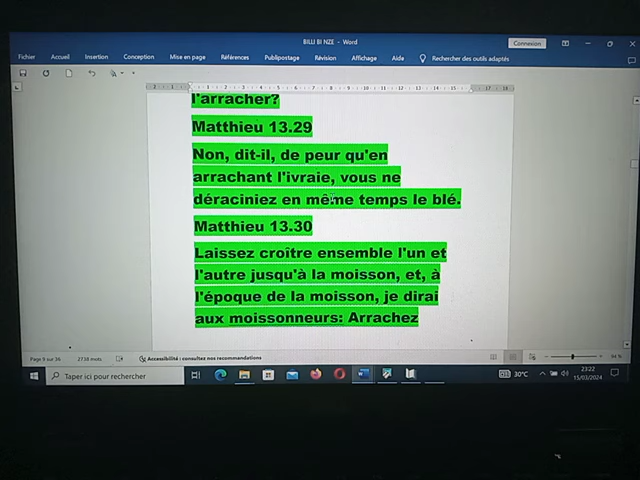 BILLI BI NZE - Word
Connexion
Fichier Accueil Insertion Conception Mise en page Références Publipostage Révision Affichage Aide Rechercher des outils adaptés
l'arracher?
Matthieu 13.29
Non, dit-il, de peur qu'en
arrachant l'ivraie, vous ne
déraciniez en même temps le blé.
Matthieu 13.30
Laissez croître ensemble l'un et
l'autre jusqu'à la moisson, et, à
l'époque de la moisson, je dirai
aux moissonneurs: Arrachez
Page 9 sur 36 2738 mots Accessibilité : consultez nos recommandations
Taper ici pour rechercher
30°C
23:22
15/03/2024